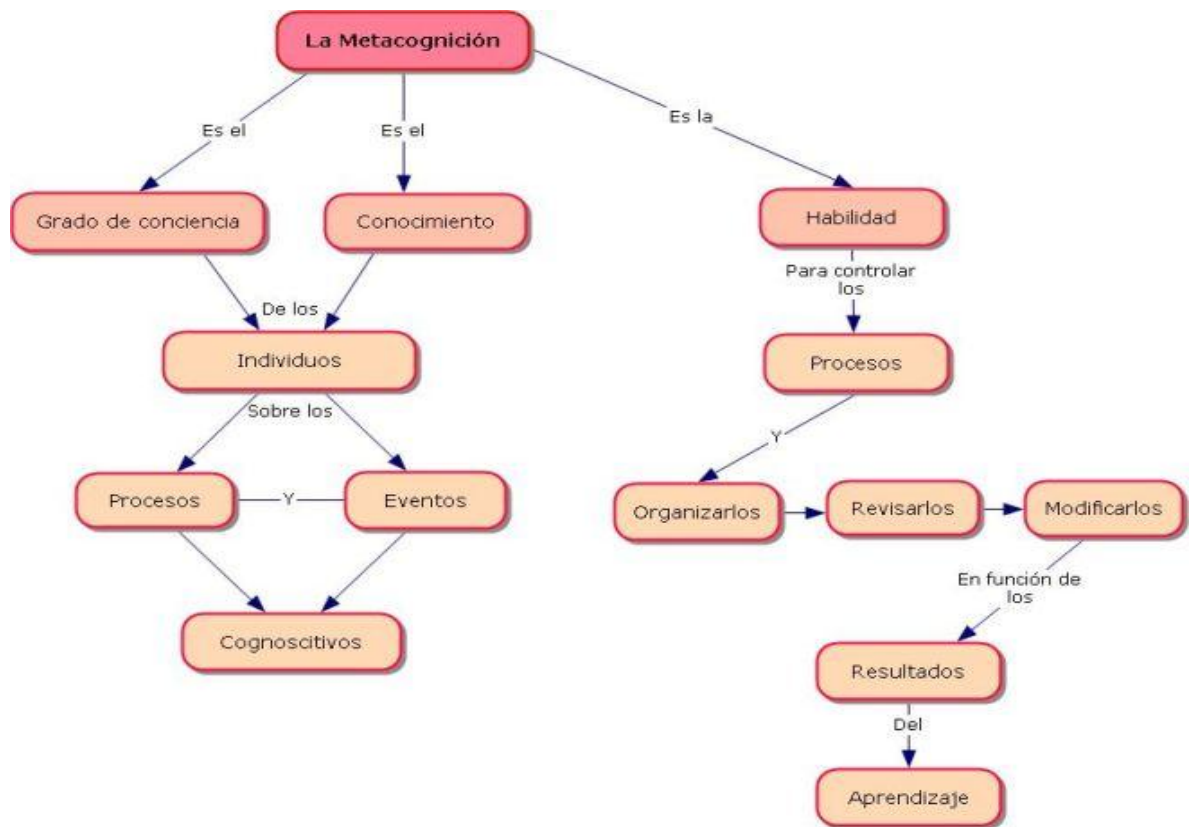 La Metacognición
Es el
Es el
Es la
Grado de conciencia
Conocimiento
Habilidad
De los
Para controlar
los
Individuos
Procesos
Sobre los
Y
Procesos
Y
Eventos
Organizarlos
Revisarlos
Modificarlos
En función de
los
Cognoscitivos
Resultados
Del
Aprendizaje